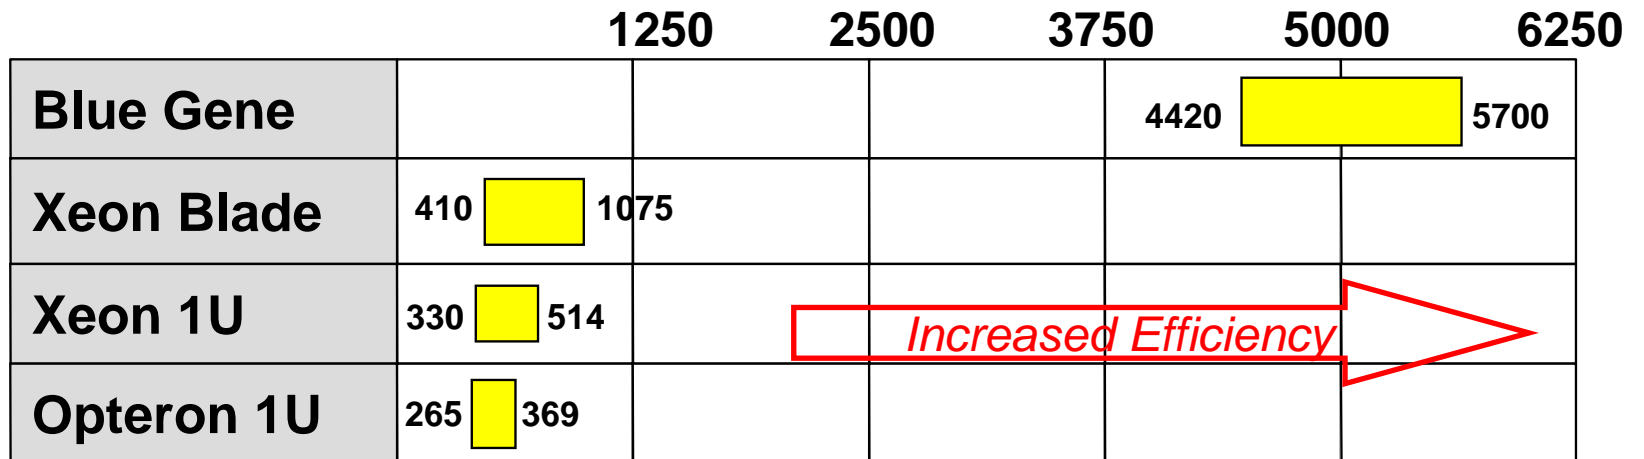 1250 2500 3750 5000 6250
Blue Gene 4420 5700
Xeon Blade 410 1075
Xeon 1U 330 514 Increased Efficiency
Opteron 1U 265 369